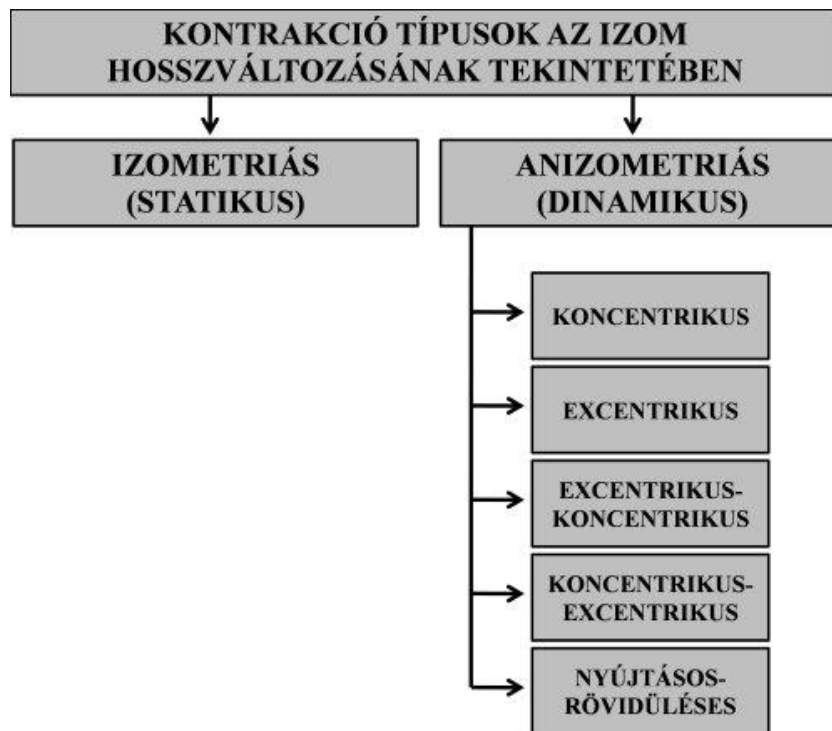 KONTRAKCIÓ TÍPUSOK AZ IZOM
HOSSZVÁLTOZÁSÁNAK TEKINTETÉBEN
IZOMETRIÁS
(STATIKUS)
ANIZOMETRIÁS
(DINAMIKUS)
KONCENTRIKUS
EXCENTRIKUS
EXCENTRIKUS-
KONCENTRIKUS
KONCENTRIKUS-
EXCENTRIKUS
NYÚJTÁSOS-
RÖVIDÜLÉSES